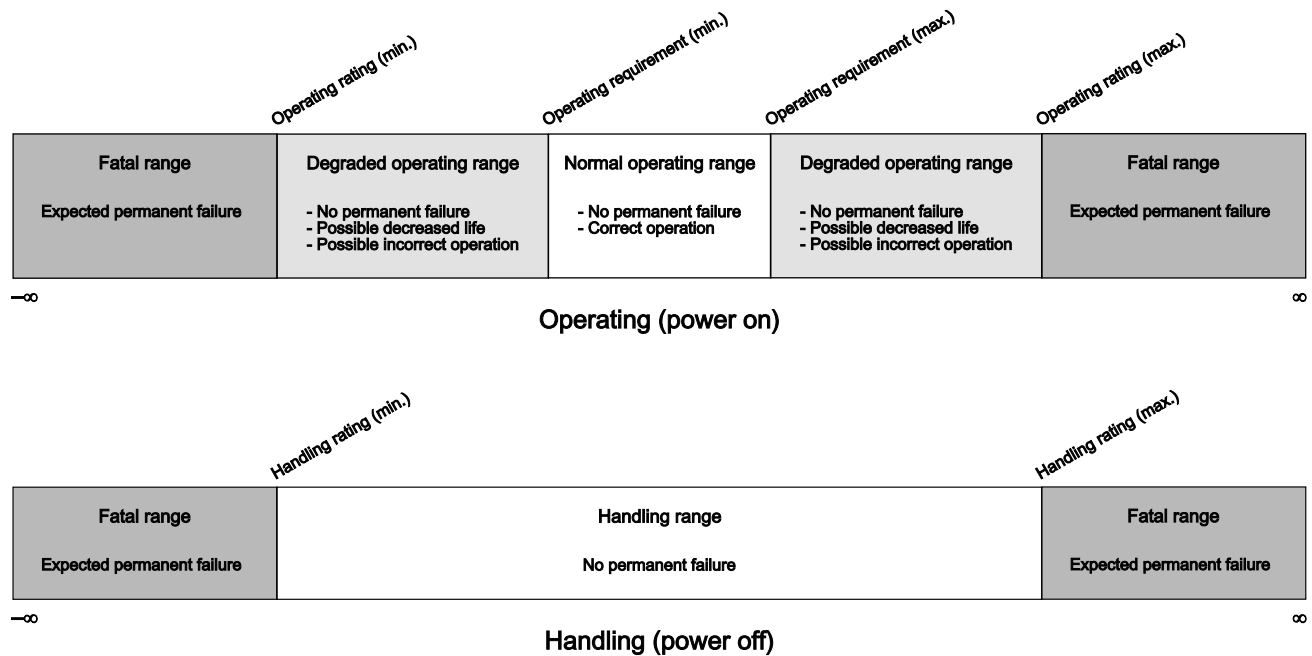 Operating rating (min.)
Operating requirement (min.)
Operating requirement (max.)
Operating rating (max.)
Fatal range
Degraded operating range
Normal operating range
Degraded operating range
Fatal range
Expected permanent failure
- No permanent failure
- Possible decreased life
- Possible incorrect operation
- No permanent failure
- Correct operation
- No permanent failure
- Possible decreased life
- Possible incorrect operation
Expected permanent failure
–∞
∞
Operating (power on)
Handling rating (min.)
Handling rating (max.)
Fatal range
Handling range
Fatal range
Expected permanent failure
No permanent failure
Expected permanent failure
–∞
∞
Handling (power off)